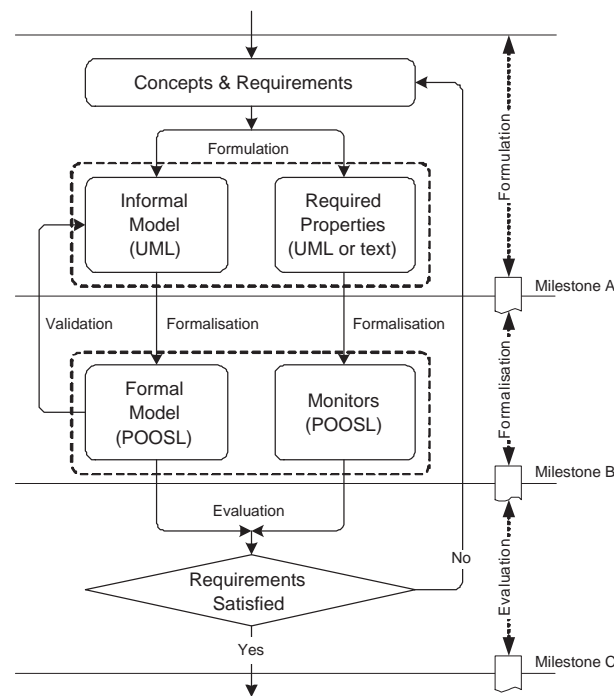 Concepts & Requirements
Formulation
Informal
Model
(UML)
Required
Properties
(UML or text)
Formulation
Milestone A
Validation
Formalisation
Formalisation
Formalisation
Formal
Model
(POOSL)
Monitors
(POOSL)
Milestone B
Evaluation
No
Requirements
Satisfied
Evaluation
Yes
Milestone C